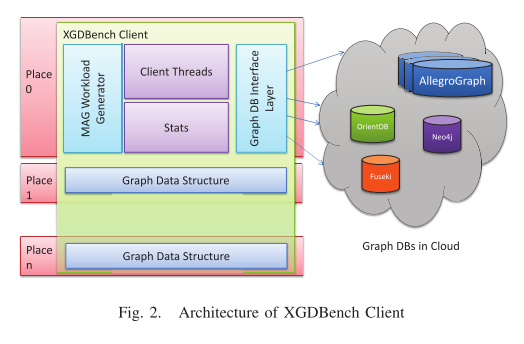 XGDBench Client
Place
0
MAG Workload
Generator
Client Threads
Stats
Graph DB Interface
Layer
AllegroGraph
OrientDB
Neo4j
Fuseki
Place
1
Graph Data Structure
Graph DBs in Cloud
Place
n
Graph Data Structure
Fig. 2. Architecture of XGDBench Client